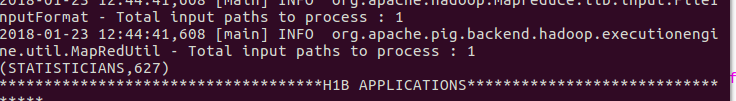 2018-01-23 12:44:41,608 [main] INFO  org.apache.hadoop.mapreduce.lib.input.FileI
nputFormat - Total input paths to process : 1
2018-01-23 12:44:41,608 [main] INFO  org.apache.pig.backend.hadoop.executionengi
ne.util.MapRedUtil - Total input paths to process : 1
(STATISTICIANS,627)
************************************H1B APPLICATIONS****************************
*****
f